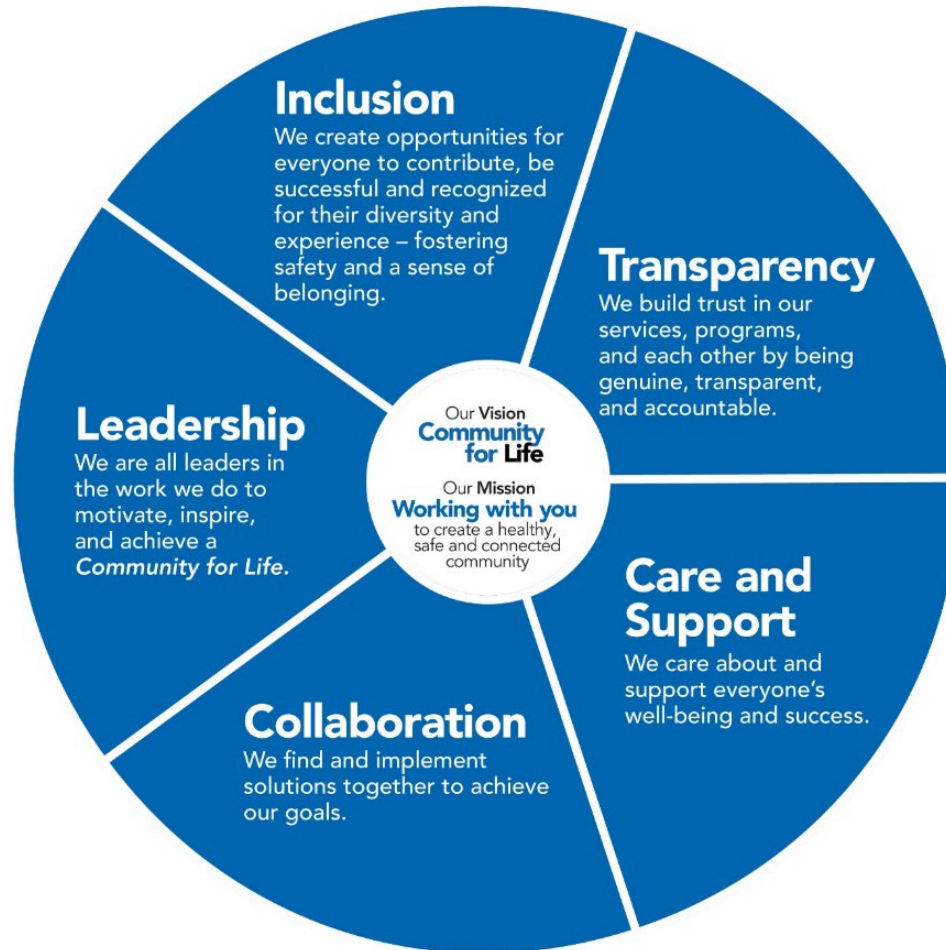 Inclusion
We create opportunities for
everyone to contribute, be
successful and recognized
for their diversity and
experience – fostering
safety and a sense of
belonging.
Transparency
We build trust in our
services, programs,
and each other by being
genuine, transparent,
and accountable.
Leadership
We are all leaders in
the work we do to
motivate, inspire,
and achieve a
Community for Life.
Our Vision
Community
for Life
Our Mission
Working with you
to create a healthy,
safe and connected
community
Care and
Support
We care about and
support everyone’s
well-being and success.
Collaboration
We find and implement
solutions together to achieve
our goals.